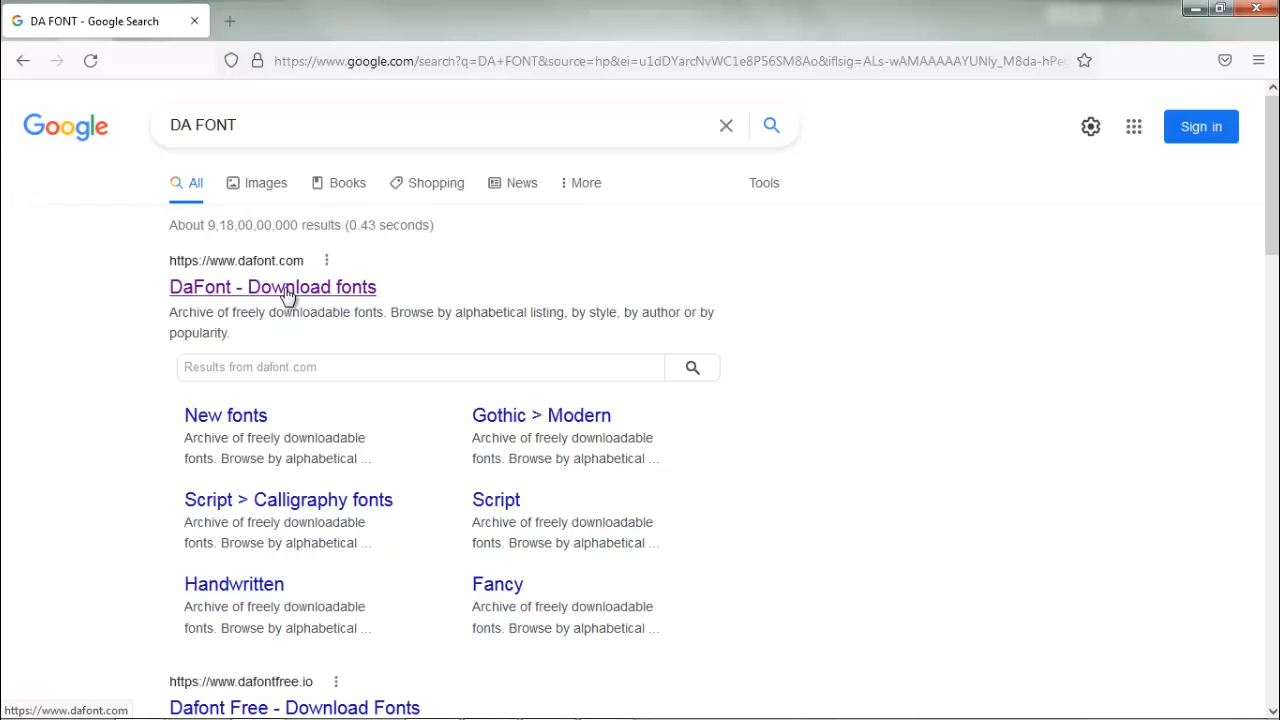 DA FONT - Google Search
https://www.google.com/search?q=DA+FONT&source=hp&ei=u1dDYarcNvWC1e8P56SM8Ao&iflsig=ALs-wAMAAAAAYUNly_M8da-hPec
Google
DA FONT
Sign in
All Images Books Shopping News More Tools
About 9,18,00,00,000 results (0.43 seconds)
https://www.dafont.com
DaFont - Download fonts
Archive of freely downloadable fonts. Browse by alphabetical listing, by style, by author or by
popularity.
Results from dafont.com
New fonts
Archive of freely downloadable
fonts. Browse by alphabetical ...
Gothic > Modern
Archive of freely downloadable
fonts. Browse by alphabetical ...
Script > Calligraphy fonts
Archive of freely downloadable
fonts. Browse by alphabetical ...
Script
Archive of freely downloadable
fonts. Browse by alphabetical ...
Handwritten
Archive of freely downloadable
fonts. Browse by alphabetical ...
Fancy
Archive of freely downloadable
fonts. Browse by alphabetical ...
https://www.dafontfree.io
Dafont Free - Download Fonts
https://www.dafont.com